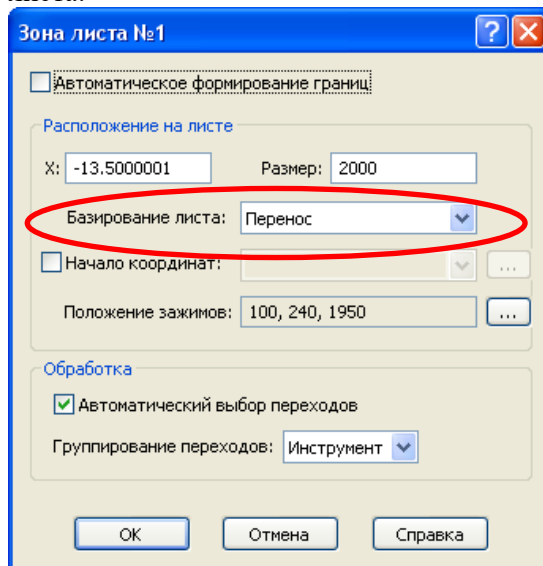 Зона листа №1
Автоматическое формирование границ
Расположение на листе
X: -13.5000001 Размер: 2000
Базирование листа: Перенос
Начало координат: ...
Положение зажимов: 100, 240, 1950 ...
Обработка
Автоматический выбор переходов
Группирование переходов: Инструмент
ОК Отмена Справка